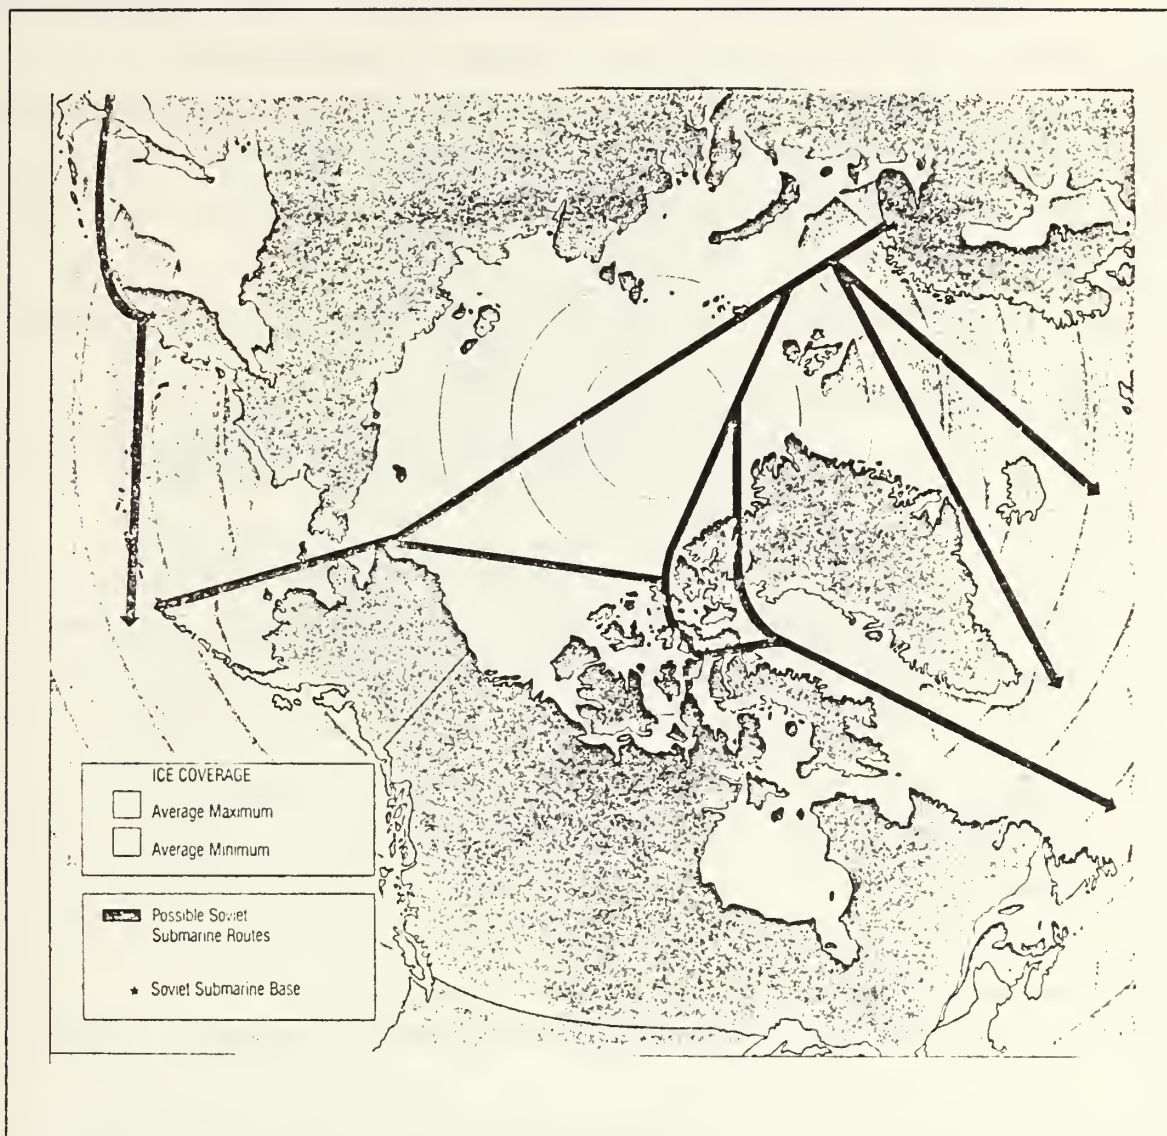 ICE COVERAGE
Average Maximum
Average Minimum
Possible Soviet
Submarine Routes
Soviet Submarine Base